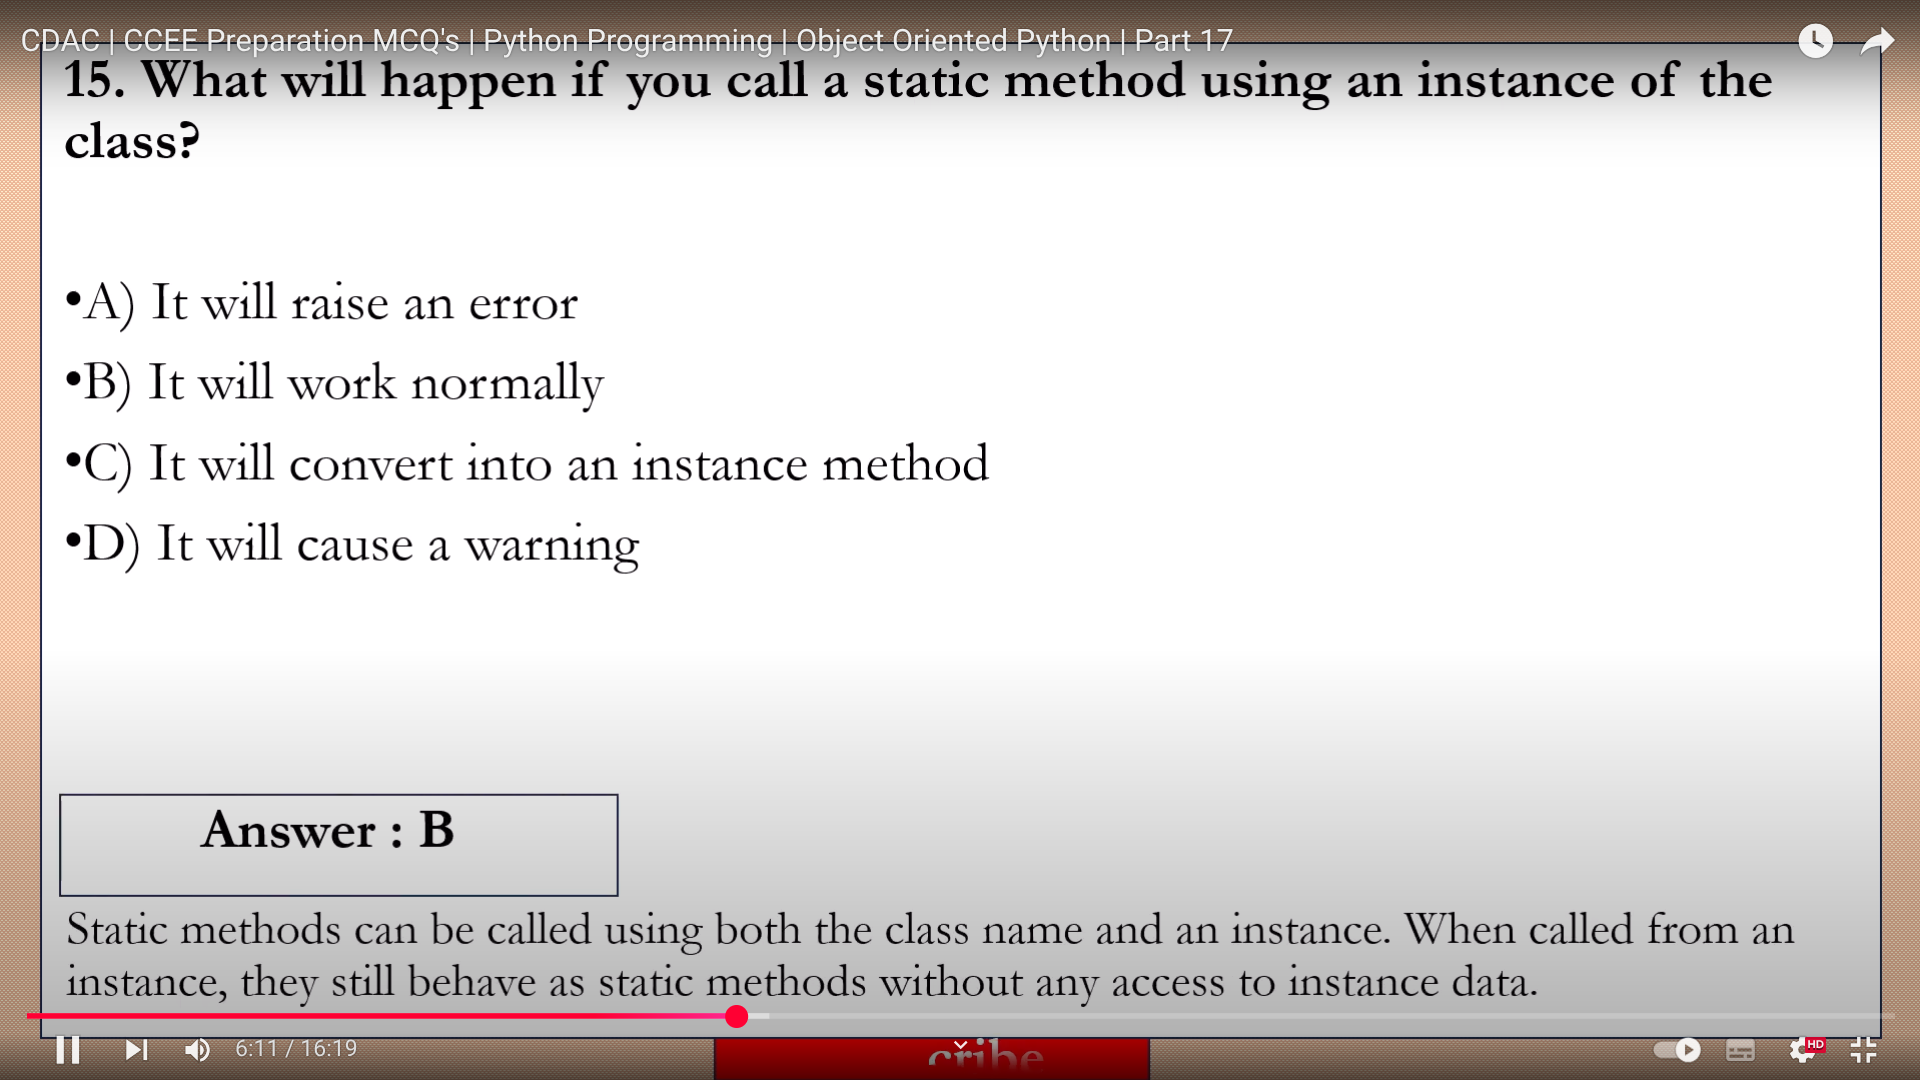 CDAC | CCEE Preparation MCQ's | Python Programming | Object Oriented Python | Part 17
15. What will happen if you call a static method using an instance of the
class?
•A) It will raise an error
•B) It will work normally
•C) It will convert into an instance method
•D) It will cause a warning
Answer : B
Static methods can be called using both the class name and an instance. When called from an
instance, they still behave as static methods without any access to instance data.
6:11 / 16:19
cribe
HD